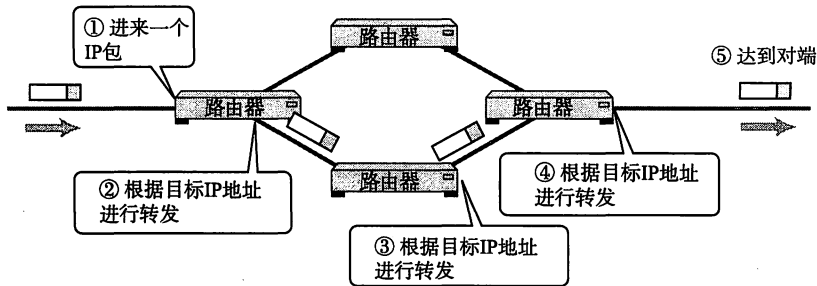 ① 进来一个
IP包
路由器
⑤ 达到对端
路由器
路由器
② 根据目标IP地址
进行转发
路由器
④ 根据目标IP地址
进行转发
③ 根据目标IP地址
进行转发